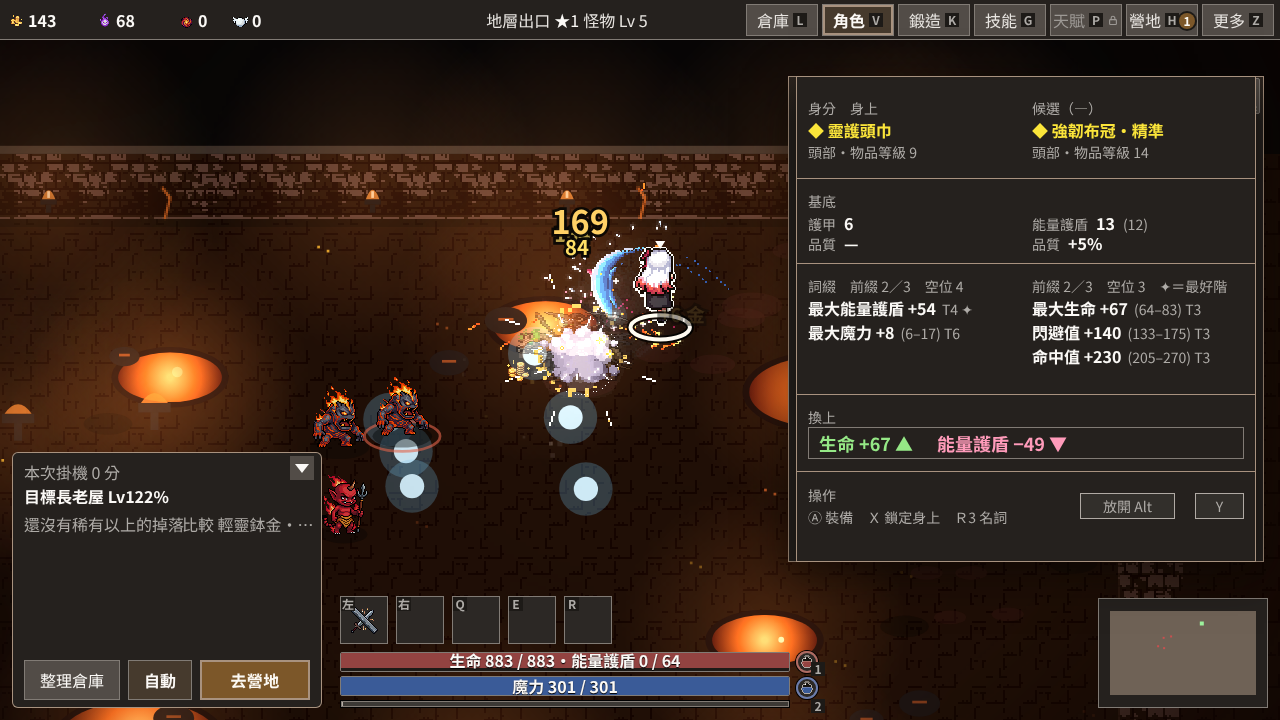 143
68
0
0
地層出口 ★1 怪物 Lv 5
倉庫 L
角色 V
鍛造 K
技能 G
天賦 P
營地 H 1
更多 Z
身分　身上
◆ 靈護頭巾
頭部・物品等級 9
候選（—）
◆ 強韌布冠・精準
頭部・物品等級 14
基底
護甲 6
品質 —
能量護盾 13 (12)
品質 +5%
詞綴　前綴 2／3　空位 4
最大能量護盾 +54 T4 ✦
最大魔力 +8 (6–17) T6
前綴 2／3　空位 3　✦＝最好階
最大生命 +67 (64–83) T3
閃避值 +140 (133–175) T3
命中值 +230 (205–270) T3
換上
生命 +67 ▲　能量護盾 −49 ▼
操作
Ⓐ 裝備　X 鎖定身上　R3 名詞
放開 Alt
Y
169
84
本次掛機 0 分
目標長老屋 Lv122%
還沒有稀有以上的掉落比較 輕靈鉢金・…
整理倉庫
自動
去營地
左
右
Q
E
R
生命 883 / 883・能量護盾 0 / 64
1
魔力 301 / 301
2